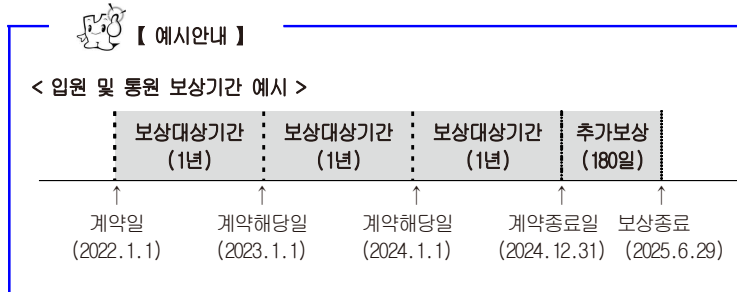 【 예시안내 】
< 입원 및 통원 보상기간 예시 >
보상대상기간 보상대상기간 보상대상기간 추가보상
(1년) (1년) (1년) (180일)
↑ ↑ ↑ ↑ ↑
계약일 계약해당일 계약해당일 계약종료일 보상종료
(2022.1.1) (2023.1.1) (2024.1.1) (2024.12.31) (2025.6.29)